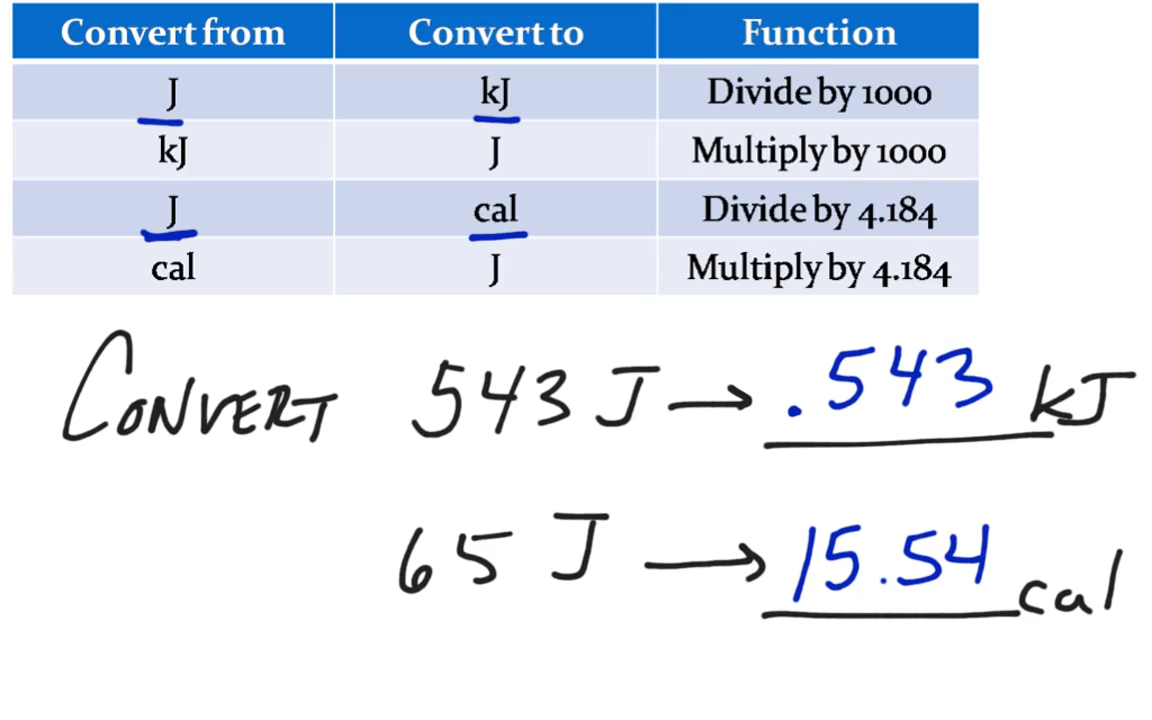 Convert from Convert to Function
J kJ Divide by 1000
kJ J Multiply by 1000
J cal Divide by 4.184
cal J Multiply by 4.184
CONVERT 543 J → .543 kJ
65 J → 15.54 cal